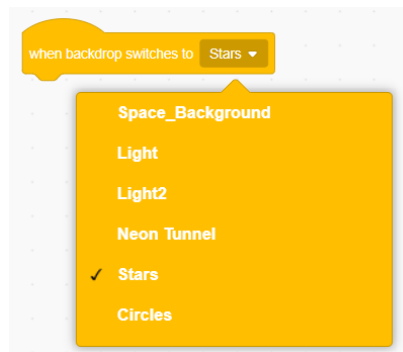 when backdrop switches to Stars
Space_Background
Light
Light2
Neon Tunnel
Stars
Circles